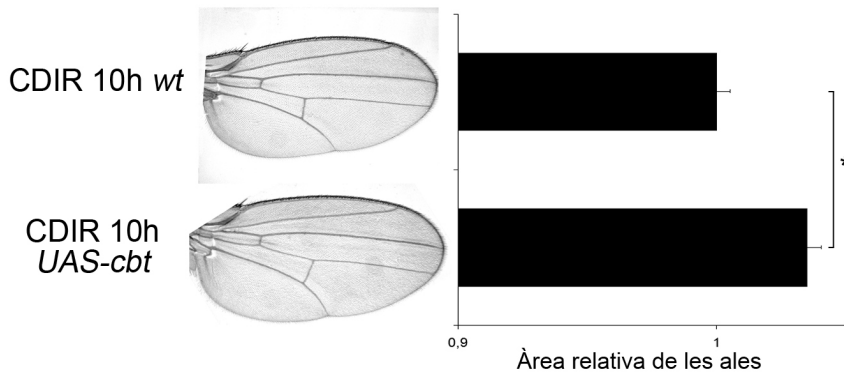 CDIR 10h wt
*
CDIR 10h
UAS-cbt
0,9
1
Àrea relativa de les ales